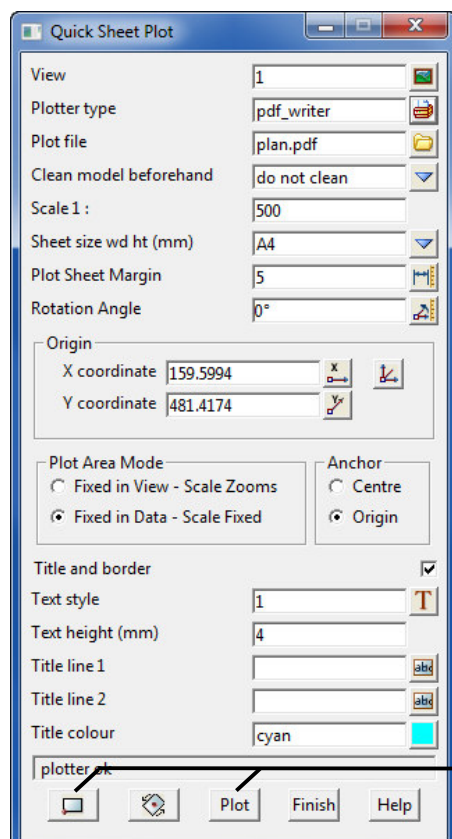 Quick Sheet Plot
View 1
Plotter type pdf_writer
Plot file plan.pdf
Clean model beforehand do not clean
Scale 1 : 500
Sheet size wd ht (mm) A4
Plot Sheet Margin 5
Rotation Angle 0°
Origin
X coordinate 159.5994 X
Y coordinate 481.4174 Y
Plot Area Mode Anchor
Fixed in View - Scale Zooms Centre
Fixed in Data - Scale Fixed Origin
Title and border
Text style 1 T
Text height (mm) 4
Title line 1 abc
Title line 2 abc
Title colour cyan
plotter ok
Plot Finish Help